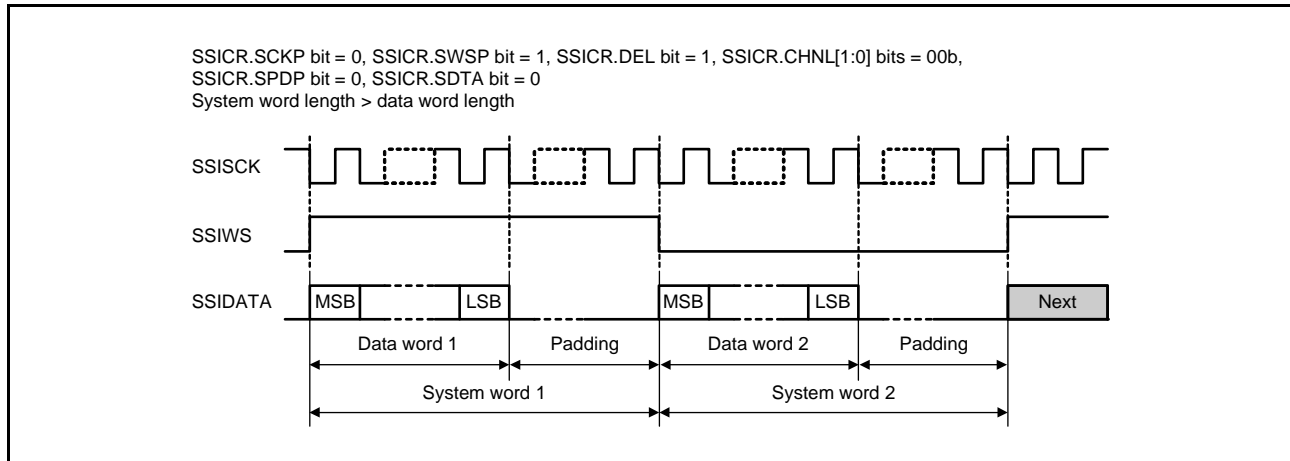 SSICR.SCKP bit = 0, SSICR.SWSP bit = 1, SSICR.DEL bit = 1, SSICR.CHNL[1:0] bits = 00b,
SSICR.SPDP bit = 0, SSICR.SDTA bit = 0
System word length > data word length
SSISCK
SSIWS
SSIDATA MSB LSB MSB LSB Next
Data word 1 Padding Data word 2 Padding
System word 1 System word 2